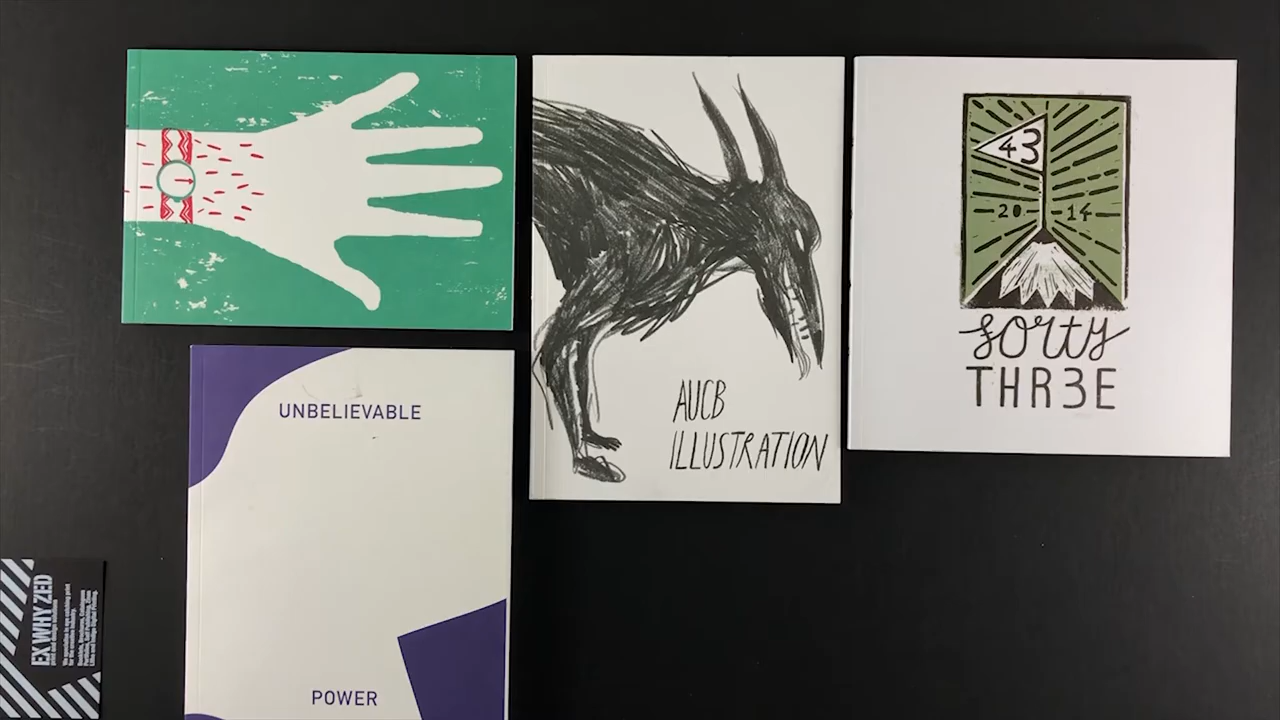 43
20 14
forty
THR3E
AUCB
ILLUSTRATION
UNBELIEVABLE
POWER
EX WHY ZED